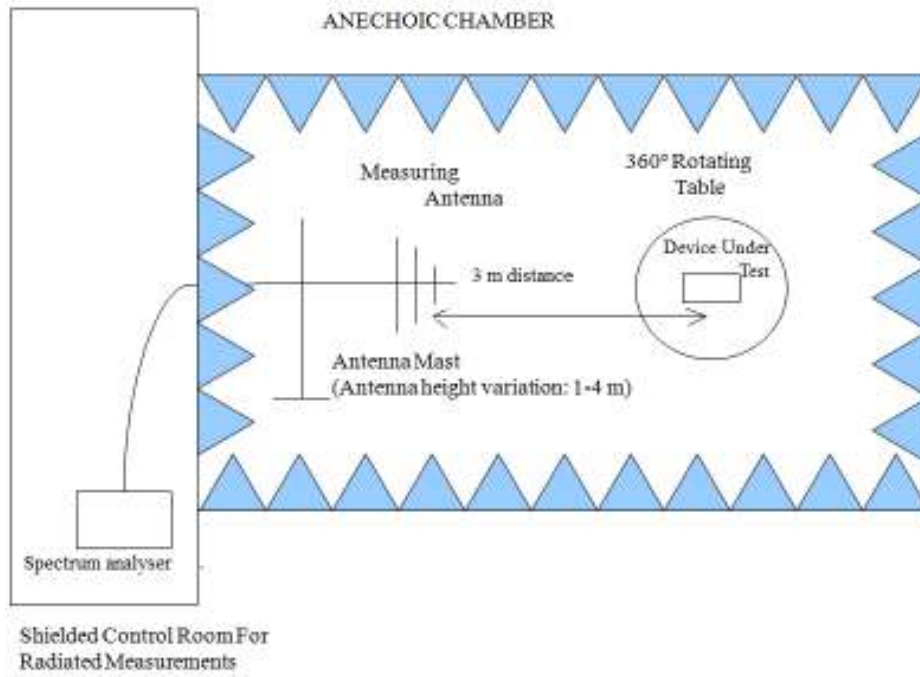 ANECHOIC CHAMBER
Measuring
Antenna
360° Rotating
Table
Device Under
Test
3 m distance
Antenna Mast
(Antenna height variation: 1-4 m)
Spectrum analyser
Shielded Control Room For
Radiated Measurements